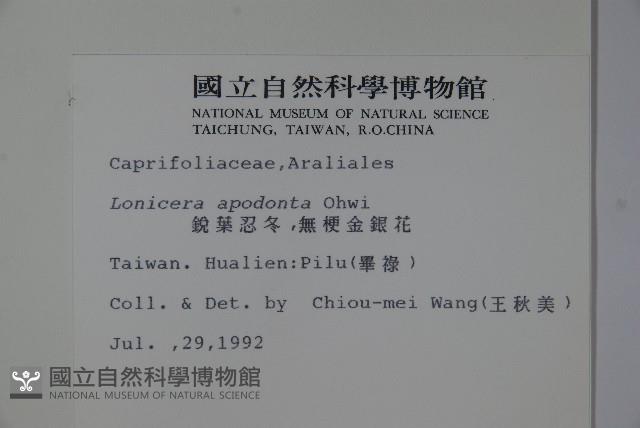 國立自然科學博物館
NATIONAL MUSEUM OF NATURAL SCIENCE
TAICHUNG, TAIWAN, R.O.CHINA
Caprifoliaceae,Araliales
Lonicera apodonta Ohwi
銳葉忍冬,無梗金銀花
Taiwan. Hualien:Pilu(畢祿)
Coll. & Det. by Chiou-mei Wang(王秋美)
Jul. ,29,1992
國立自然科學博物館
NATIONAL MUSEUM OF NATURAL SCIENCE